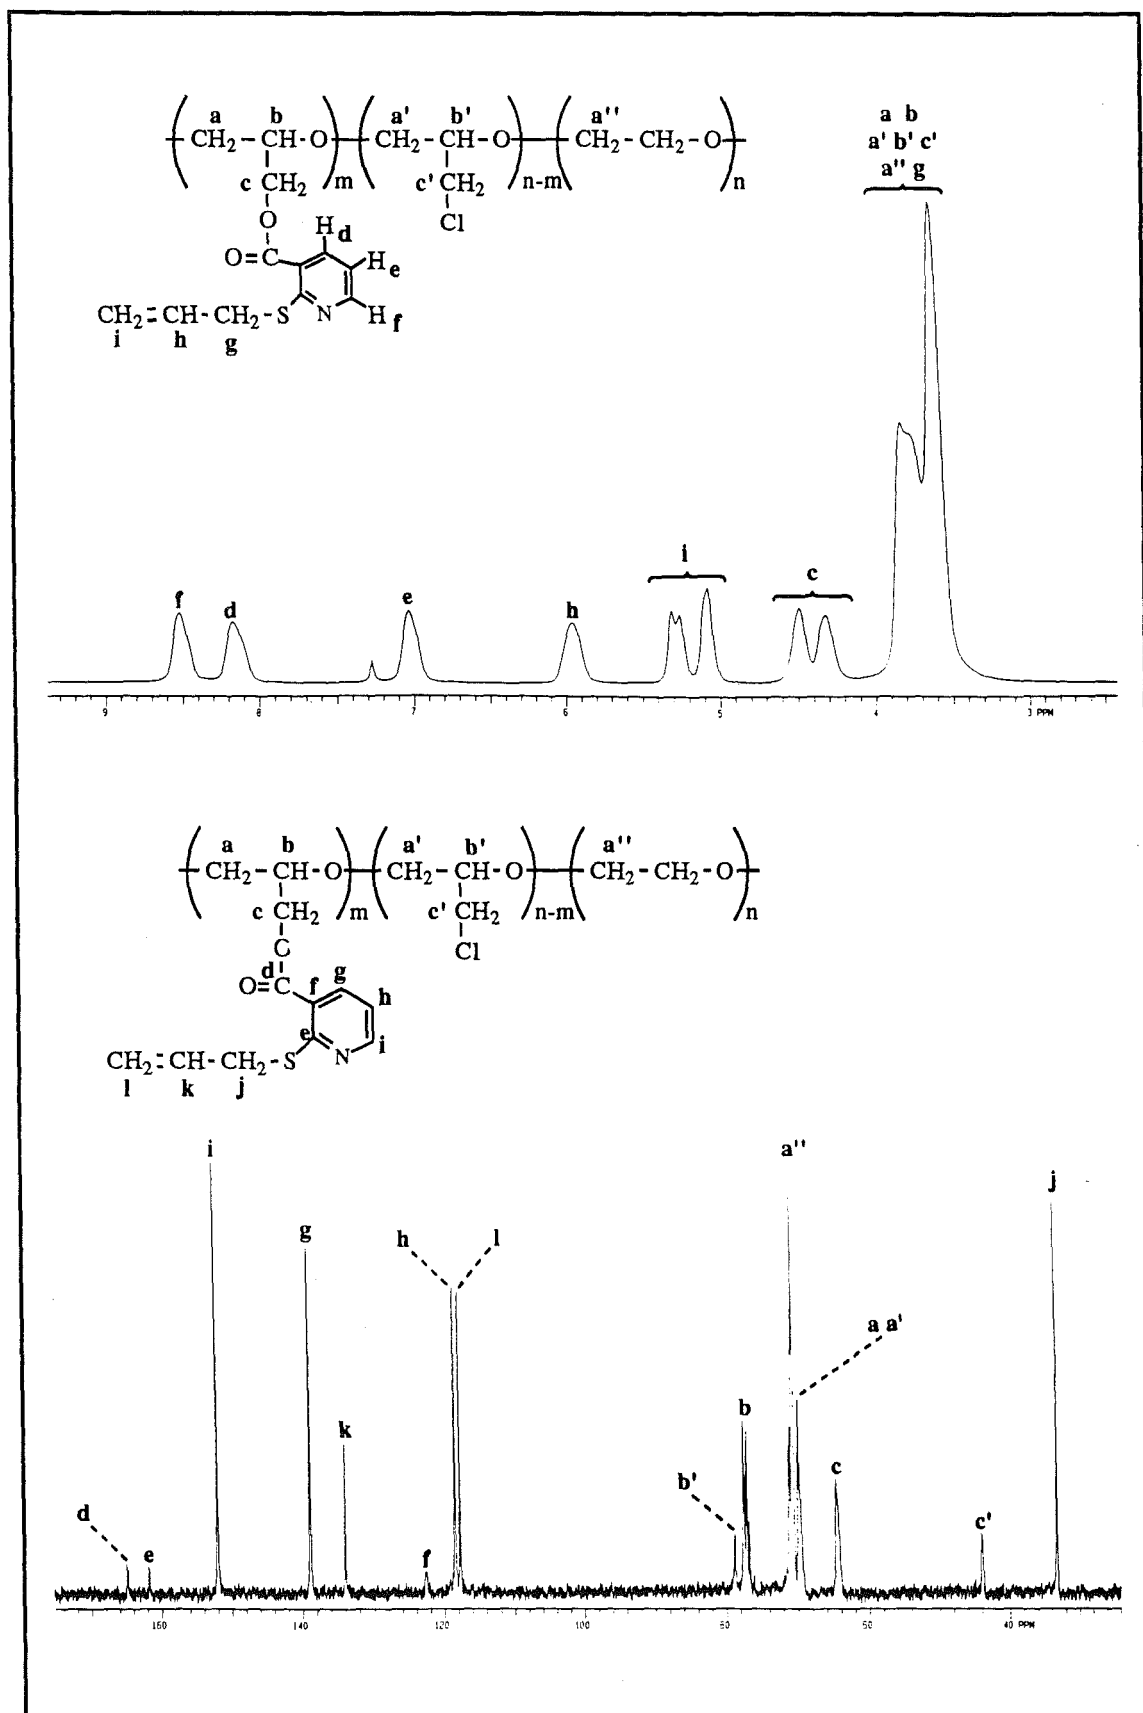 a b a' b' a''
CH2-CH-O CH2-CH-O CH2-CH2-O
c CH2 m c' CH2 n-m n
O Cl
O=C H d
H e
CH2=CH-CH2-S N H f
i h g
a b
a' b' c'
a'' g
f d e h i c
9 8 7 6 5 4 3 PPM
a b a' b' a''
CH2-CH-O CH2-CH-O CH2-CH2-O
c CH2 m c' CH2 n-m n
C Cl
d
O=C f g
h
e i
CH2=CH-CH2-S N
l k j
i a'' j
g h l
a a'
k b
b' c
d e f c'
160 140 120 100 40 PPM